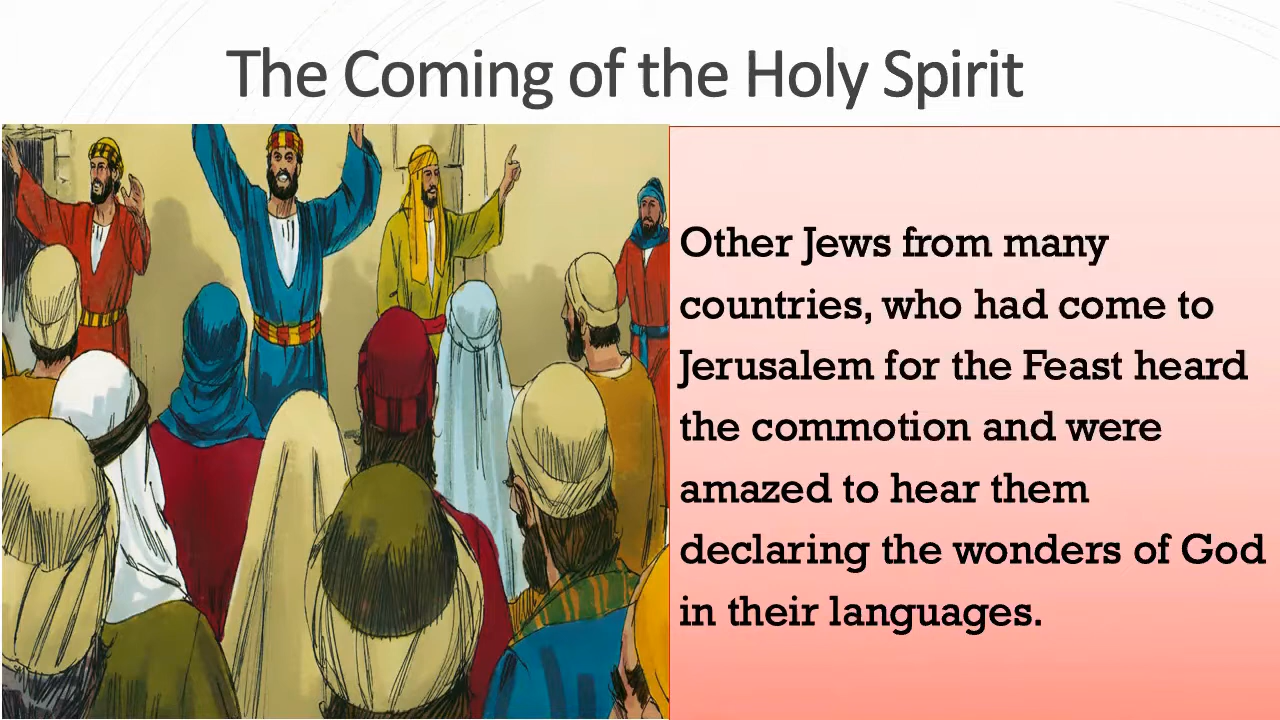 The Coming of the Holy Spirit
Other Jews from many
countries, who had come to
Jerusalem for the Feast heard
the commotion and were
amazed to hear them
declaring the wonders of God
in their languages.